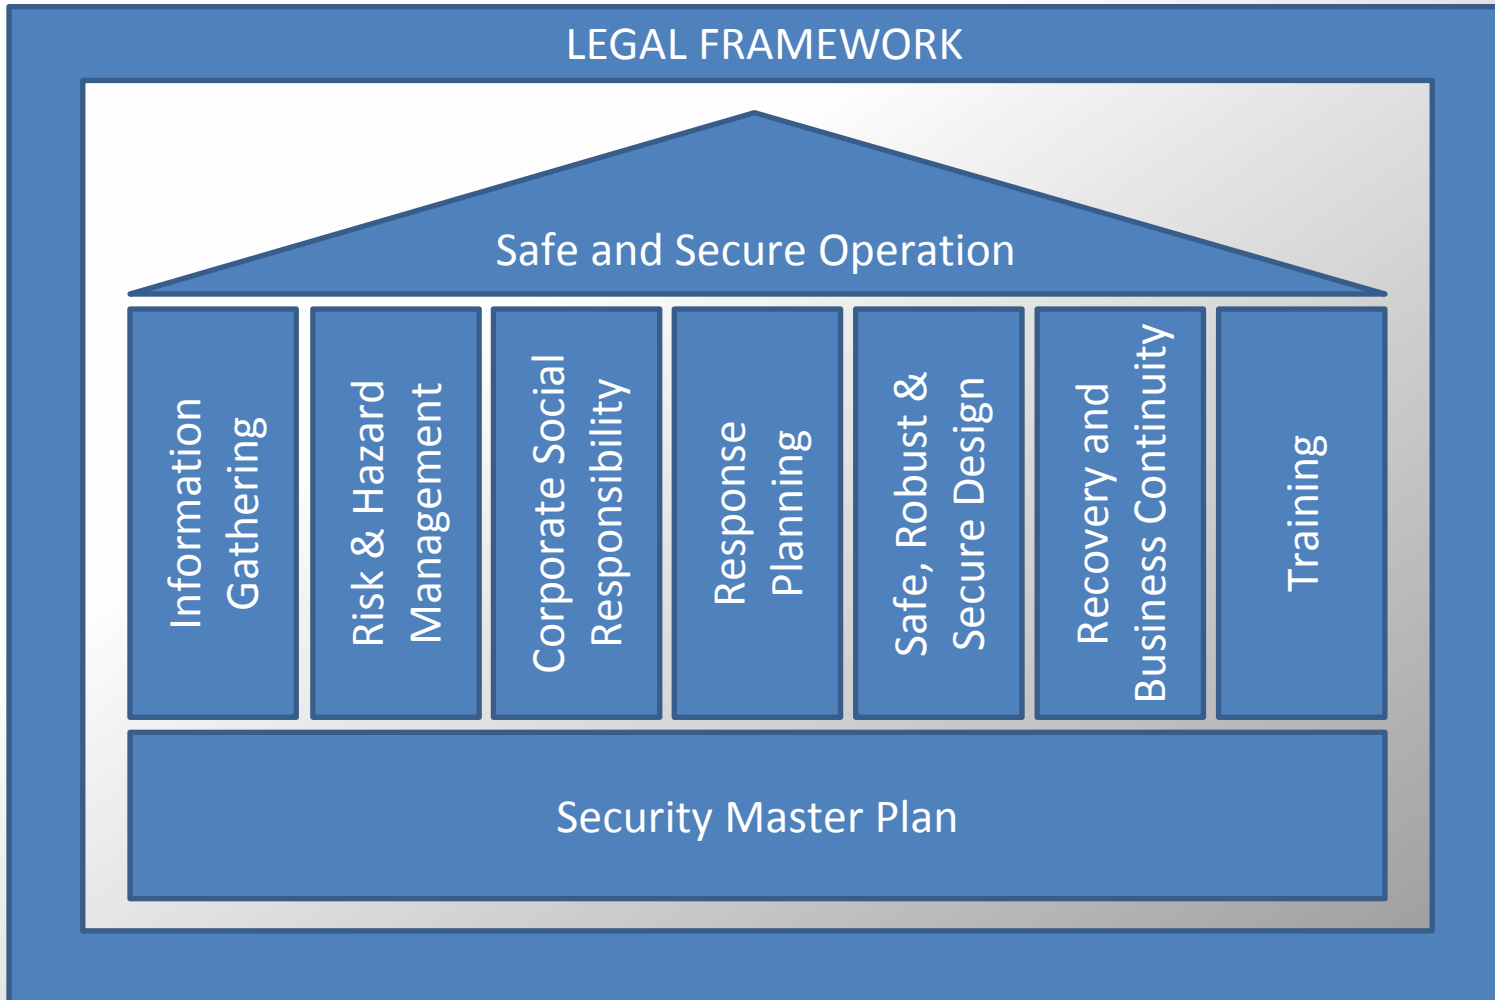 LEGAL FRAMEWORK
Safe and Secure Operation
Information
Gathering
Risk & Hazard
Management
Corporate Social
Responsibility
Response
Planning
Safe, Robust &
Secure Design
Recovery and
Business Continuity
Training
Security Master Plan